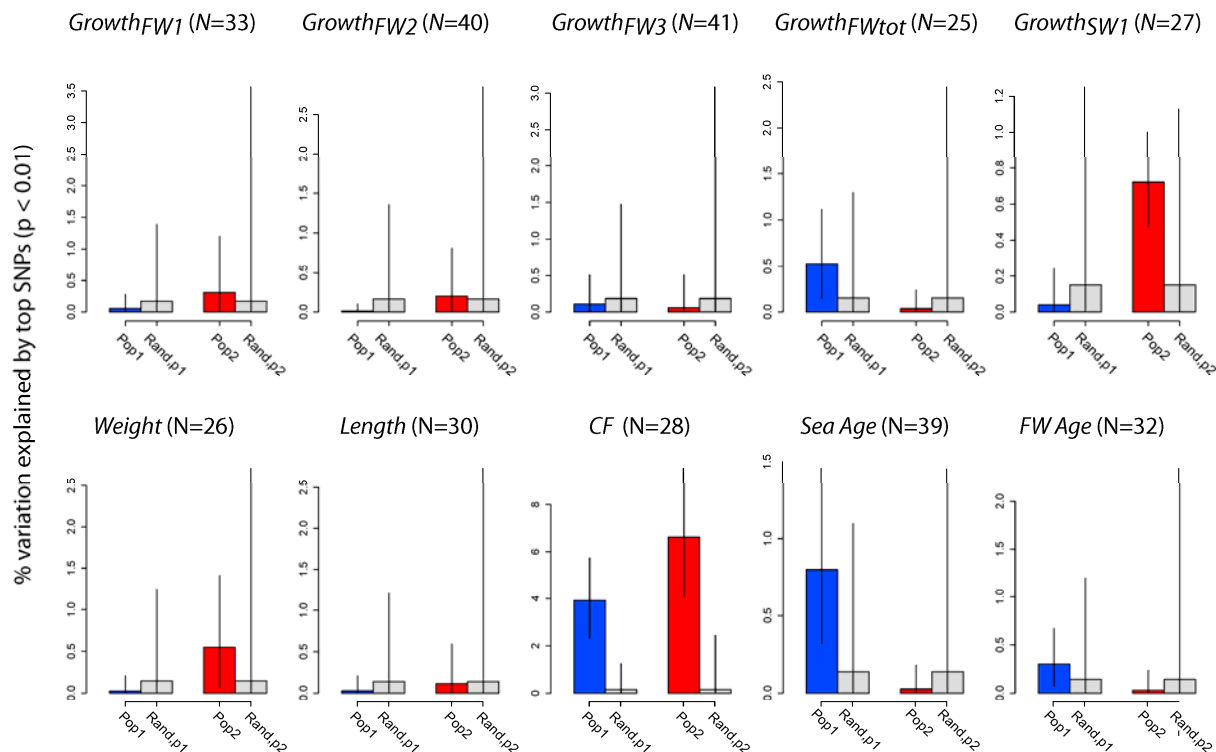 Growth_FW1 (N=33) Growth_FW2 (N=40) Growth_FW3 (N=41) Growth_FWtot (N=25) Growth_SW1 (N=27)
% variation explained by top SNPs (p < 0.01)
0.0 0.5 1.0 1.5 2.0 2.5 3.0 3.5
Pop1 Rand,p1 Pop2 Rand,p2
0.0 0.5 1.0 1.5 2.0 2.5
Pop1 Rand,p1 Pop2 Rand,p2
0.0 0.5 1.0 1.5 2.0 2.5 3.0
Pop1 Rand,p1 Pop2 Rand,p2
0.0 0.5 1.0 1.5 2.0 2.5
Pop1 Rand,p1 Pop2 Rand,p2
0.0 0.2 0.4 0.6 0.8 1.0 1.2
Pop1 Rand,p1 Pop2 Rand,p2
Weight (N=26) Length (N=30) CF (N=28) Sea Age (N=39) FW Age (N=32)
0.0 0.5 1.0 1.5 2.0 2.5
Pop1 Rand,p1 Pop2 Rand,p2
0.0 0.5 1.0 1.5 2.0 2.5
Pop1 Rand,p1 Pop2 Rand,p2
0 2 4 6 8
Pop1 Rand,p1 Pop2 Rand,p2
0.0 0.5 1.0 1.5
Pop1 Rand,p1 Pop2 Rand,p2
0.0 0.5 1.0 1.5 2.0
Pop1 Rand,p1 Pop2 Rand,p2